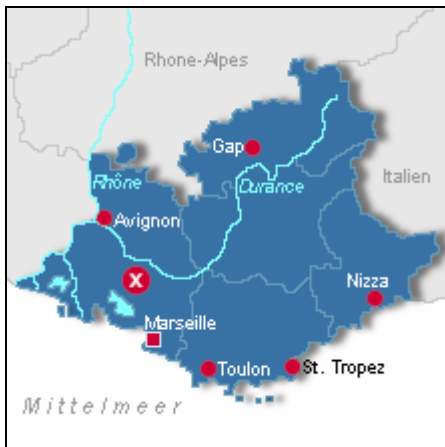 Rhone-Alpes
Gap
Italien
Rhône
Durance
Avignon
X
Nizza
Marseille
Toulon
St. Tropez
Mittelmeer